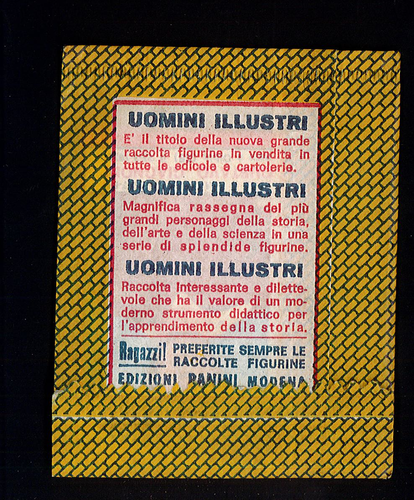 UOMINI ILLUSTRI
E' il titolo della nuova grande
raccolta figurine in vendita in
tutte le edicole e cartolerie.
UOMINI ILLUSTRI
Magnifica rassegna dei più
grandi personaggi della storia,
dell'arte e della scienza in una
serie di splendide figurine.
UOMINI ILLUSTRI
Raccolta interessante e dilette-
vole che ha il valore di un mo-
derno strumento didattico per
l'apprendimento della storia.
Ragazzi! PREFERITE SEMPRE LE
RACCOLTE FIGURINE
EDIZIONI PANINI MODENA